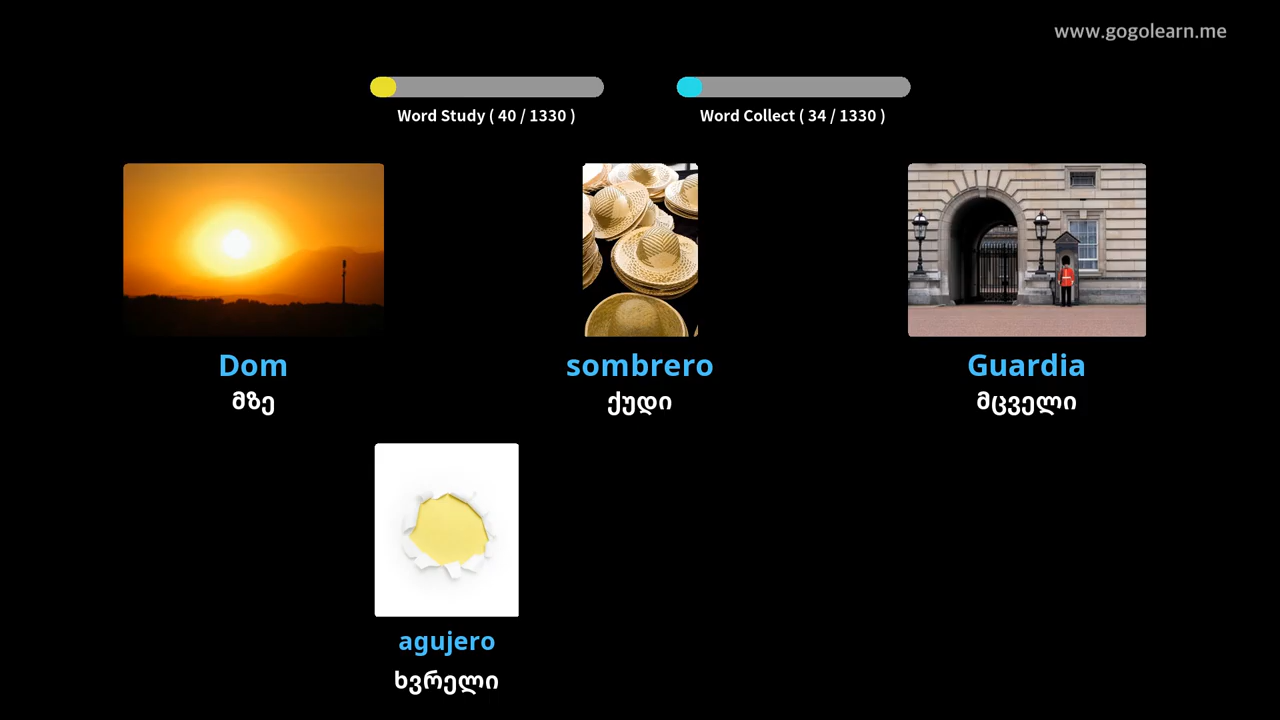 www.gogolearn.me
Word Study ( 40 / 1330 )
Word Collect ( 34 / 1330 )
Dom
მზე
sombrero
ქუდი
Guardia
მცველი
agujero
ხვრელი